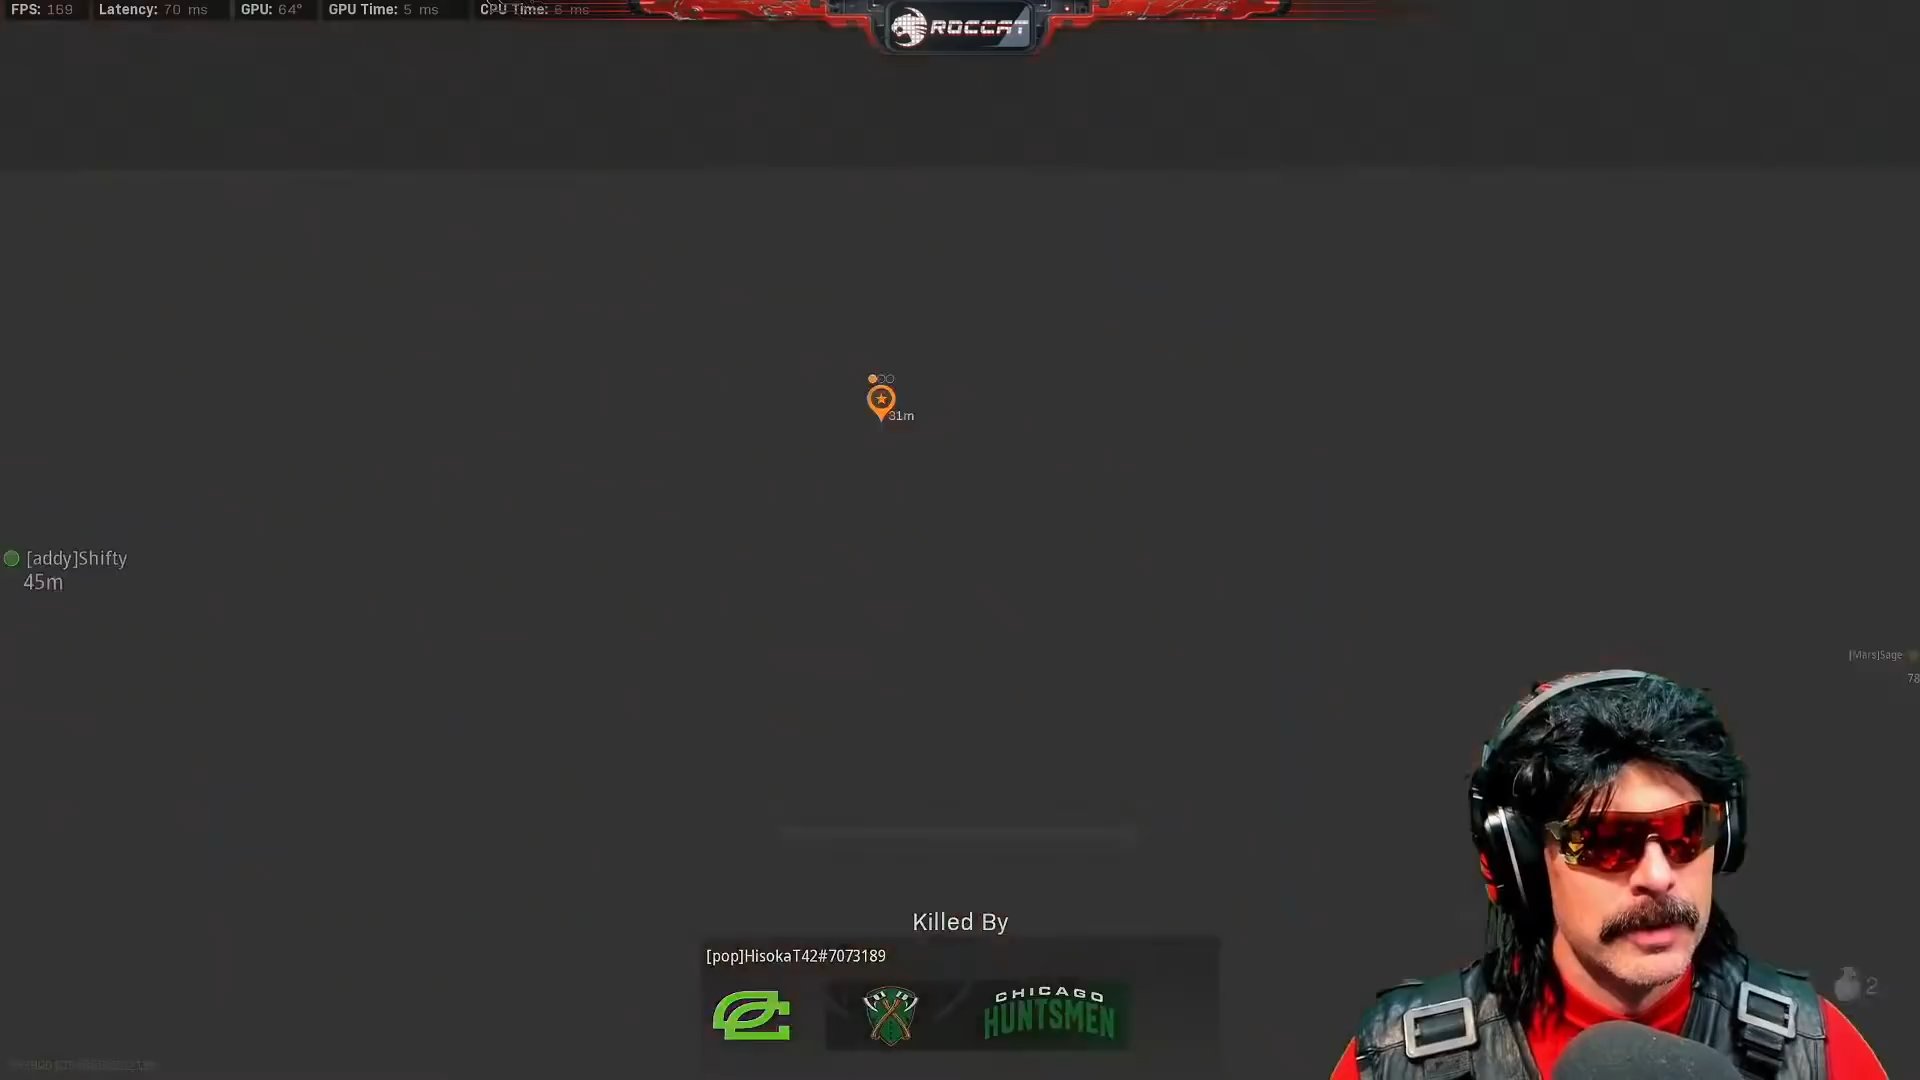 FPS: 169 Latency: 70 ms GPU: 64° GPU Time: 5 ms CPU Time: 6 ms
ROCCAT
31m
[addy]Shifty
45m
[Mars]Sage
78
Killed By
[pop]HisokaT42#7073189
CHICAGO
HUNTSMEN
2